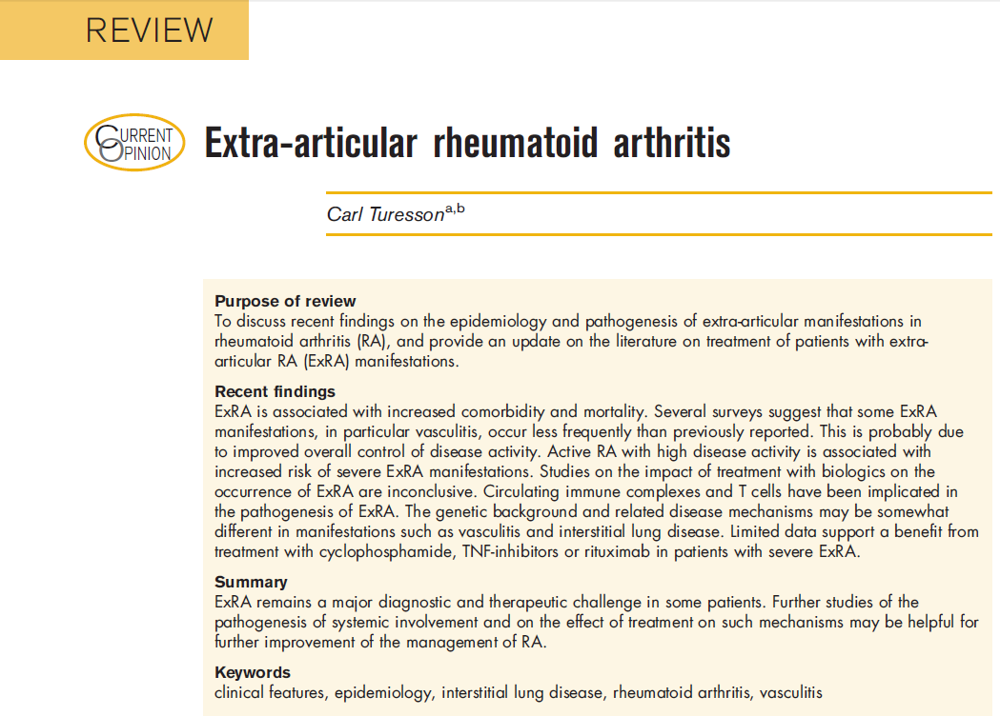 REVIEW
CURRENT
OPINION
Extra-articular rheumatoid arthritis
Carl Turesson^a,b
Purpose of review
To discuss recent findings on the epidemiology and pathogenesis of extra-articular manifestations in
rheumatoid arthritis (RA), and provide an update on the literature on treatment of patients with extra-
articular RA (ExRA) manifestations.
Recent findings
ExRA is associated with increased comorbidity and mortality. Several surveys suggest that some ExRA
manifestations, in particular vasculitis, occur less frequently than previously reported. This is probably due
to improved overall control of disease activity. Active RA with high disease activity is associated with
increased risk of severe ExRA manifestations. Studies on the impact of treatment with biologics on the
occurrence of ExRA are inconclusive. Circulating immune complexes and T cells have been implicated in
the pathogenesis of ExRA. The genetic background and related disease mechanisms may be somewhat
different in manifestations such as vasculitis and interstitial lung disease. Limited data support a benefit from
treatment with cyclophosphamide, TNF-inhibitors or rituximab in patients with severe ExRA.
Summary
ExRA remains a major diagnostic and therapeutic challenge in some patients. Further studies of the
pathogenesis of systemic involvement and on the effect of treatment on such mechanisms may be helpful for
further improvement of the management of RA.
Keywords
clinical features, epidemiology, interstitial lung disease, rheumatoid arthritis, vasculitis